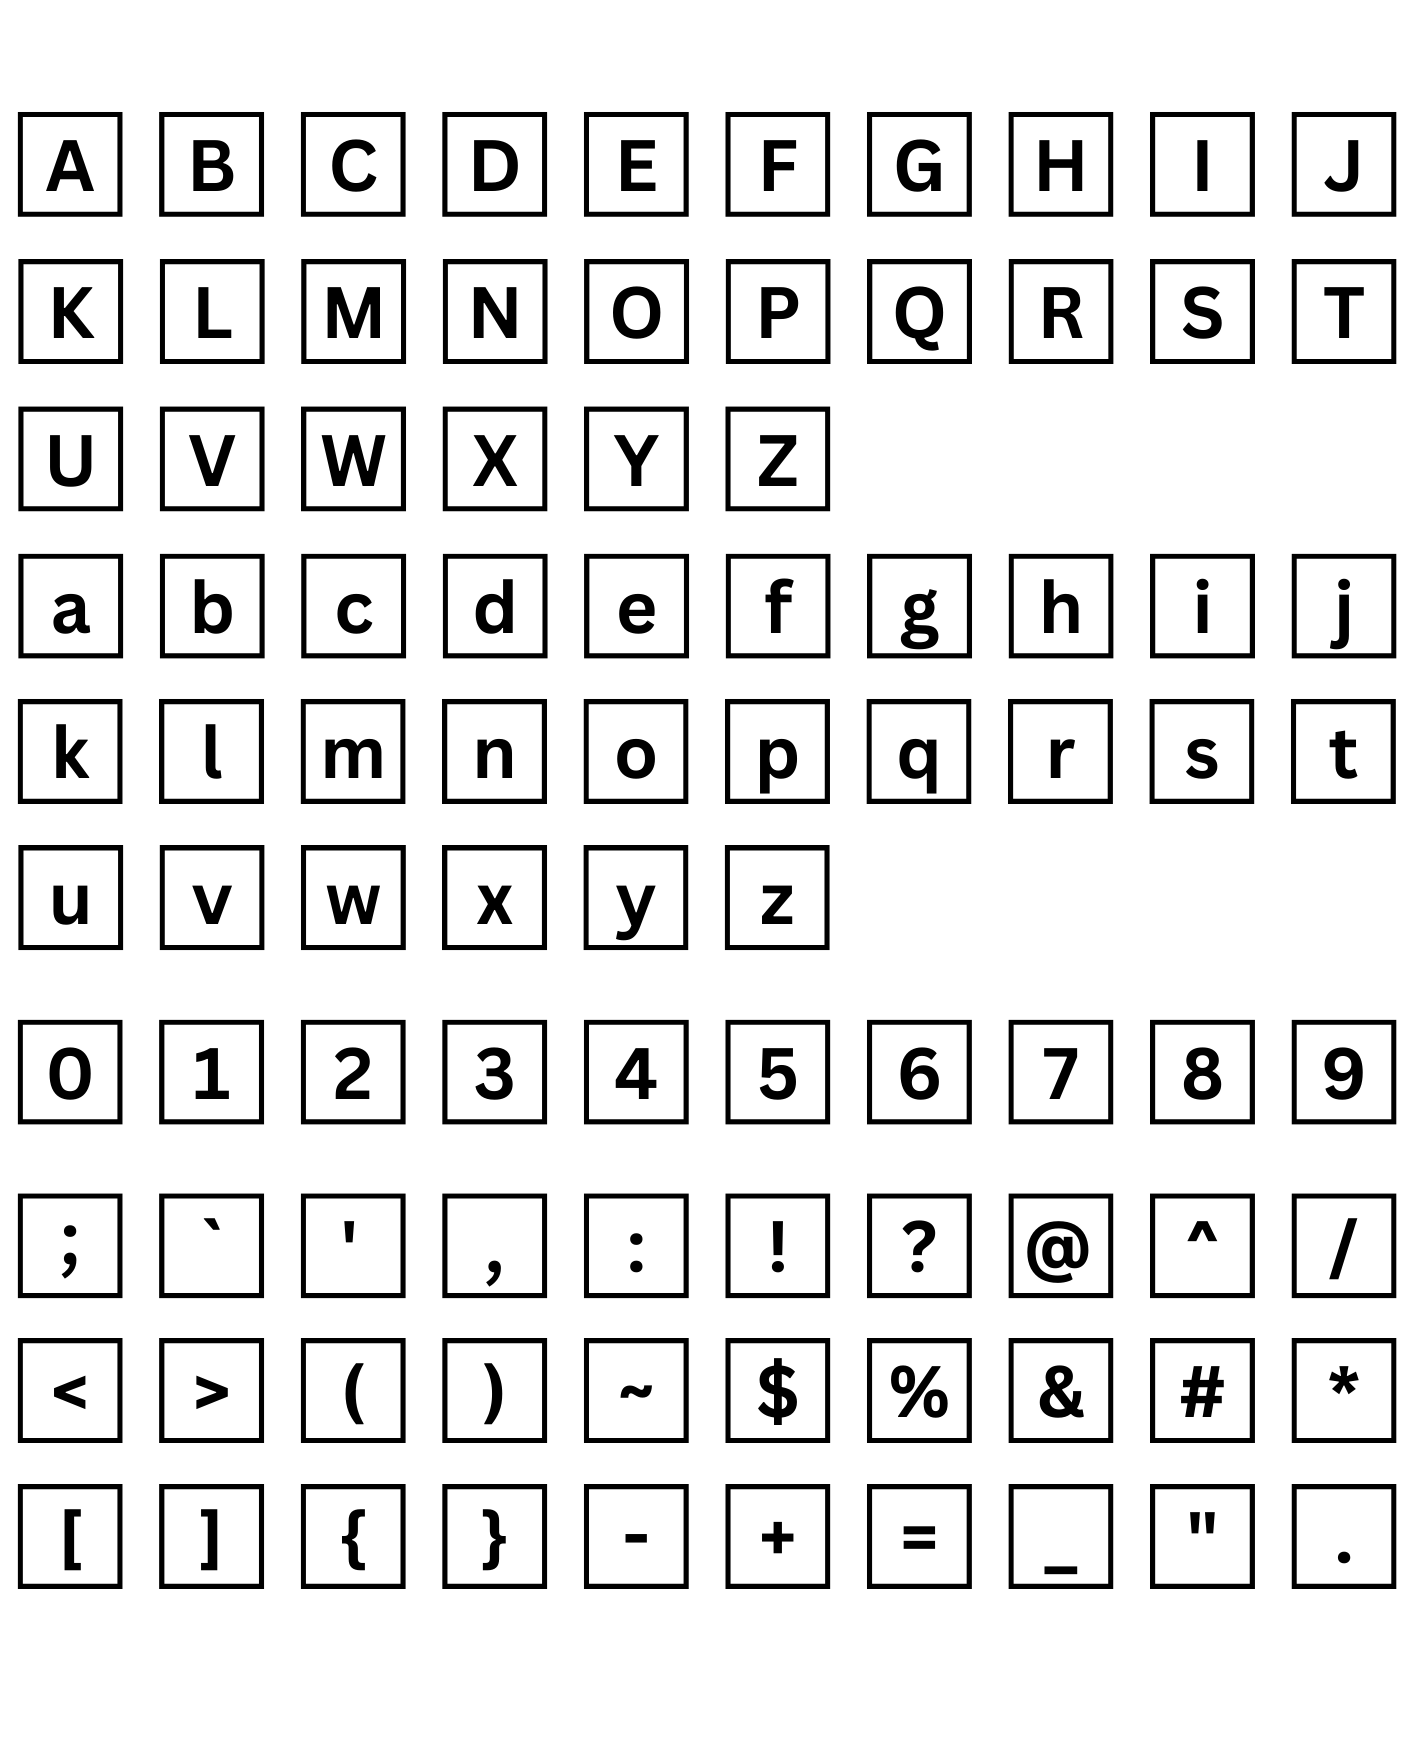 A B C D E F G H I J
K L M N O P Q R S T
U V W X Y Z
a b c d e f g h i j
k l m n o p q r s t
u v w x y z
0 1 2 3 4 5 6 7 8 9
; ` ' , : ! ? @ ^ /
< > ( ) ~ $ % & # *
[ ] { } - + = _ " .